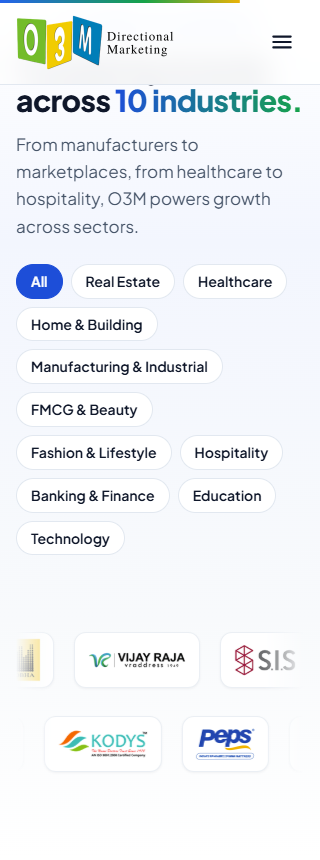 O3M Directional
Marketing
across 10 industries.
From manufacturers to
marketplaces, from healthcare to
hospitality, O3M powers growth
across sectors.
All Real Estate Healthcare
Home & Building
Manufacturing & Industrial
FMCG & Beauty
Fashion & Lifestyle Hospitality
Banking & Finance Education
Technology
VIJAY RAJA S.I.S
vraddress 1949
KODYS Peps